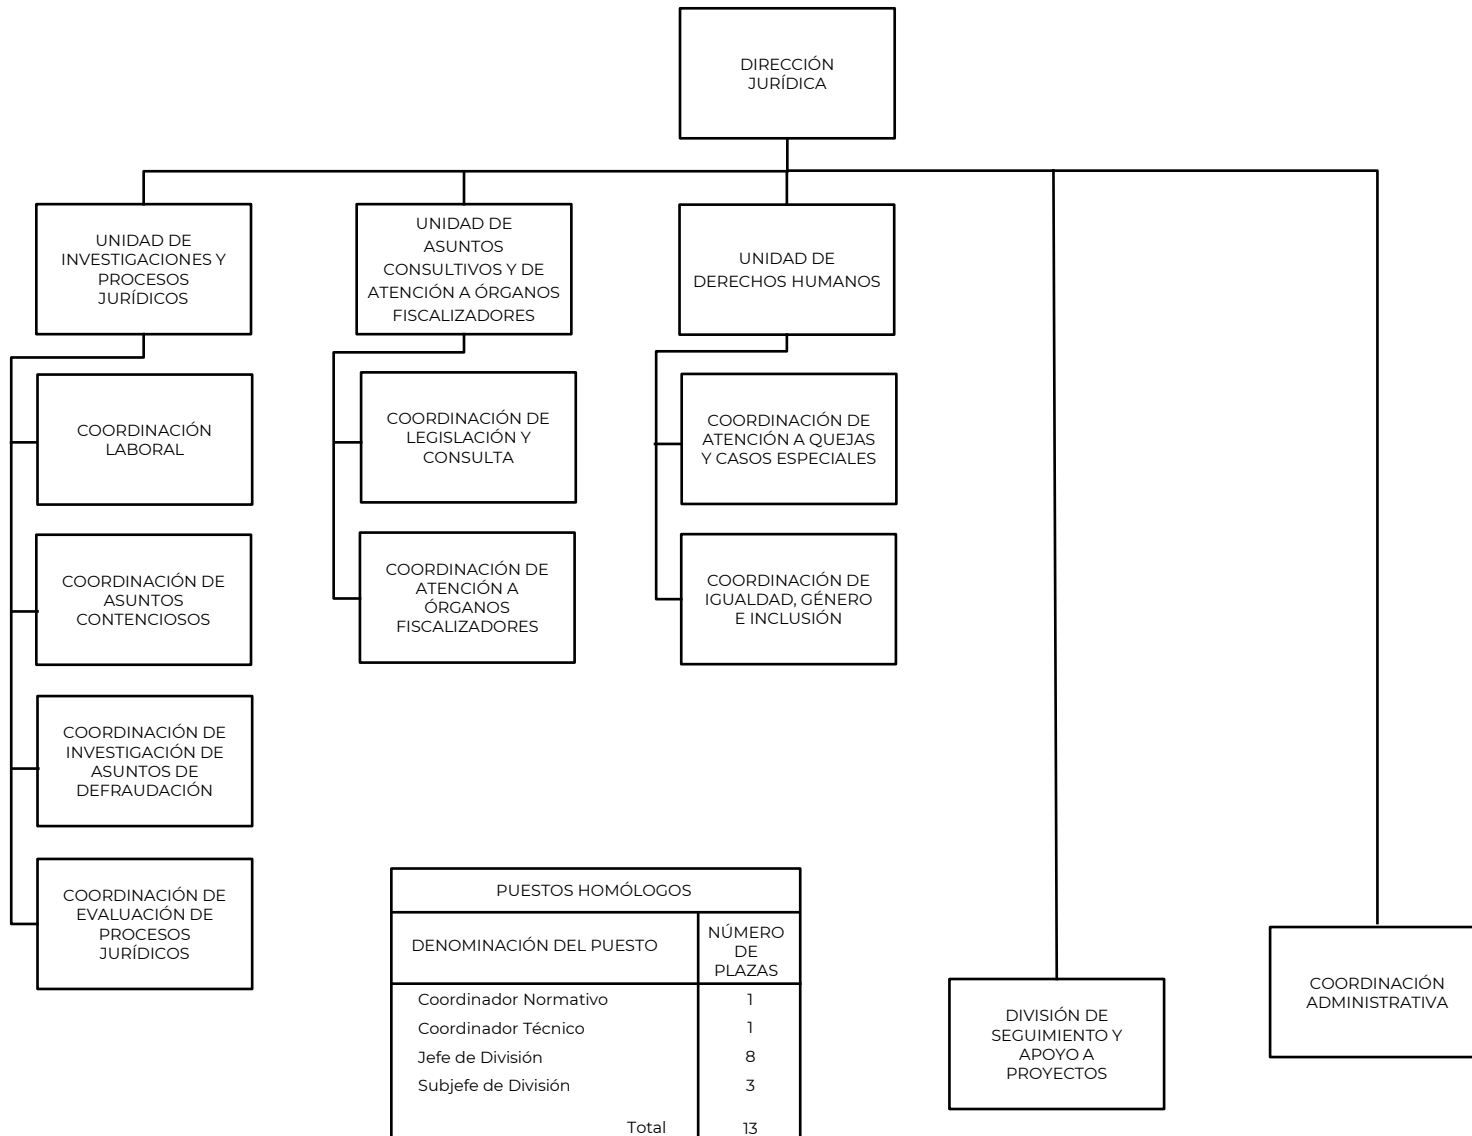 DIRECCIÓN
JURÍDICA
UNIDAD DE
INVESTIGACIONES Y
PROCESOS
JURÍDICOS
UNIDAD DE
ASUNTOS
CONSULTIVOS Y DE
ATENCIÓN A ÓRGANOS
FISCALIZADORES
UNIDAD DE
DERECHOS HUMANOS
COORDINACIÓN
LABORAL
COORDINACIÓN DE
ASUNTOS
CONTENCIOSOS
COORDINACIÓN DE
INVESTIGACIÓN DE
ASUNTOS DE
DEFRAUDACIÓN
COORDINACIÓN DE
EVALUACIÓN DE
PROCESOS
JURÍDICOS
COORDINACIÓN DE
LEGISLACIÓN Y
CONSULTA
COORDINACIÓN DE
ATENCIÓN A
ÓRGANOS
FISCALIZADORES
COORDINACIÓN DE
ATENCIÓN A QUEJAS
Y CASOS ESPECIALES
COORDINACIÓN DE
IGUALDAD, GÉNERO
E INCLUSIÓN
DIVISIÓN DE
SEGUIMIENTO Y
APOYO A
PROYECTOS
COORDINACIÓN
ADMINISTRATIVA
PUESTOS HOMÓLOGOS
DENOMINACIÓN DEL PUESTO
NÚMERO
DE
PLAZAS
Coordinador Normativo 1
Coordinador Técnico 1
Jefe de División 8
Subjefe de División 3
Total 13